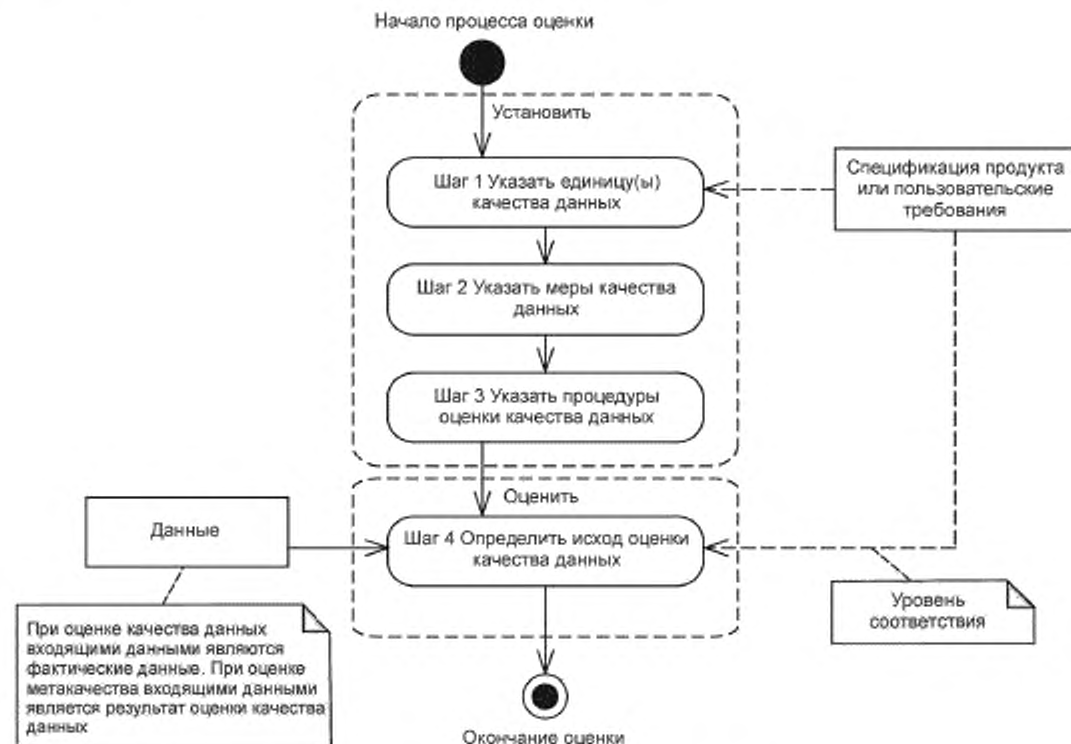 Начало процесса оценки
Установить
Шаг 1 Указать единицу(ы)
качества данных
Спецификация продукта
или пользовательские
требования
Шаг 2 Указать меры качества
данных
Шаг 3 Указать процедуры
оценки качества данных
Оценить
Данные
Шаг 4 Определить исход оценки
качества данных
Уровень
соответствия
При оценке качества данных
входящими данными являются
фактические данные. При оценке
метакачества входящими данными
является результат оценки качества
данных
Окончание оценки